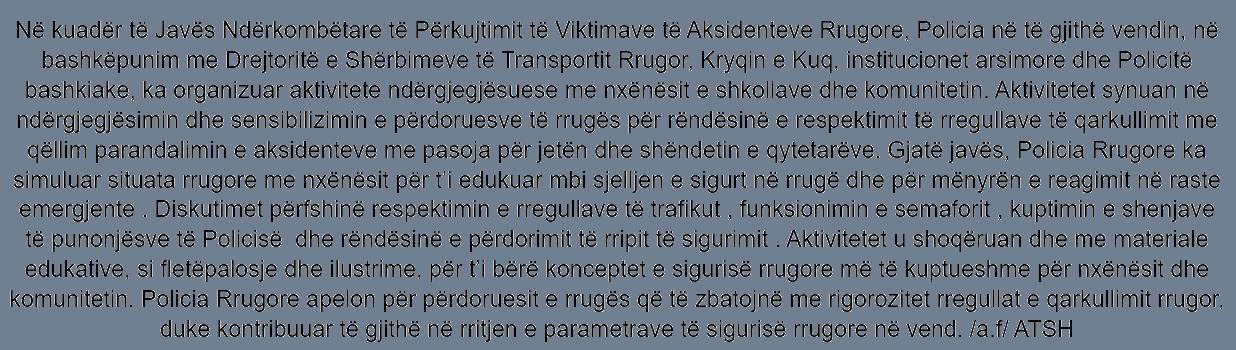 Në kuadër të Javës Ndërkombëtare të Përkujtimit të Viktimave të Aksidenteve Rrugore, Policia në të gjithë vendin, në
bashkëpunim me Drejtoritë e Shërbimeve të Transportit Rrugor, Kryqin e Kuq, institucionet arsimore dhe Policitë
bashkiake, ka organizuar aktivitete ndërgjegjësuese me nxënësit e shkollave dhe komunitetin. Aktivitetet synuan në
ndërgjegjësimin dhe sensibilizimin e përdoruesve të rrugës për rëndësinë e respektimit të rregullave të qarkullimit me
qëllim parandalimin e aksidenteve me pasoja për jetën dhe shëndetin e qytetarëve. Gjatë javës, Policia Rrugore ka
simuluar situata rrugore me nxënësit për t'i edukuar mbi sjelljen e sigurt në rrugë dhe për mënyrën e reagimit në raste
emergjente . Diskutimet përfshinë respektimin e rregullave të trafikut , funksionimin e semaforit , kuptimin e shenjave
të punonjësve të Policisë  dhe rëndësinë e përdorimit të rripit të sigurimit . Aktivitetet u shoqëruan dhe me materiale
edukative, si fletëpalosje dhe ilustrime, për t'i bërë konceptet e sigurisë rrugore më të kuptueshme për nxënësit dhe
komunitetin. Policia Rrugore apelon për përdoruesit e rrugës që të zbatojnë me rigorozitet rregullat e qarkullimit rrugor,
duke kontribuuar të gjithë në rritjen e parametrave të sigurisë rrugore në vend. /a.f/ ATSH